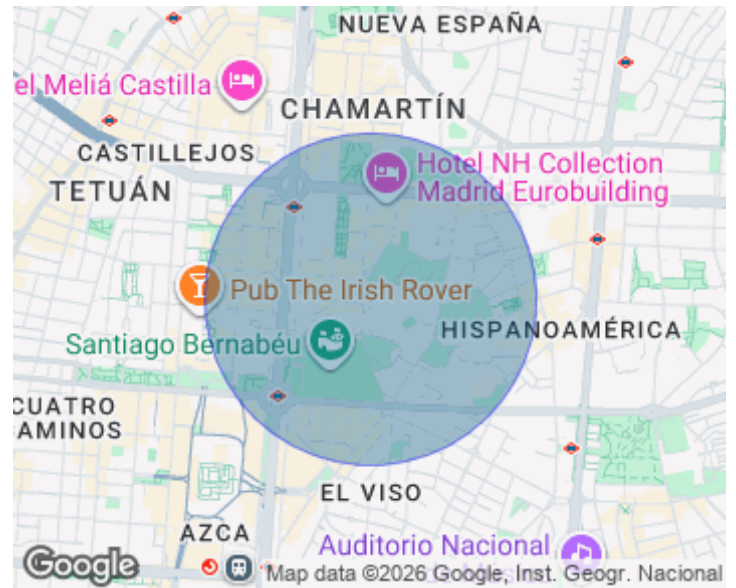 NUEVA ESPAÑA
el Meliá Castilla
CHAMARTÍN
CASTILLEJOS
Hotel NH Collection
Madrid Eurobuilding
TETUÁN
Pub The Irish Rover
HISPANOAMÉRICA
Santiago Bernabéu
CUATRO
AMINOS
EL VISO
AZCA
Auditorio Nacional
Google
Map data ©2026 Google, Inst. Geogr. Nacional